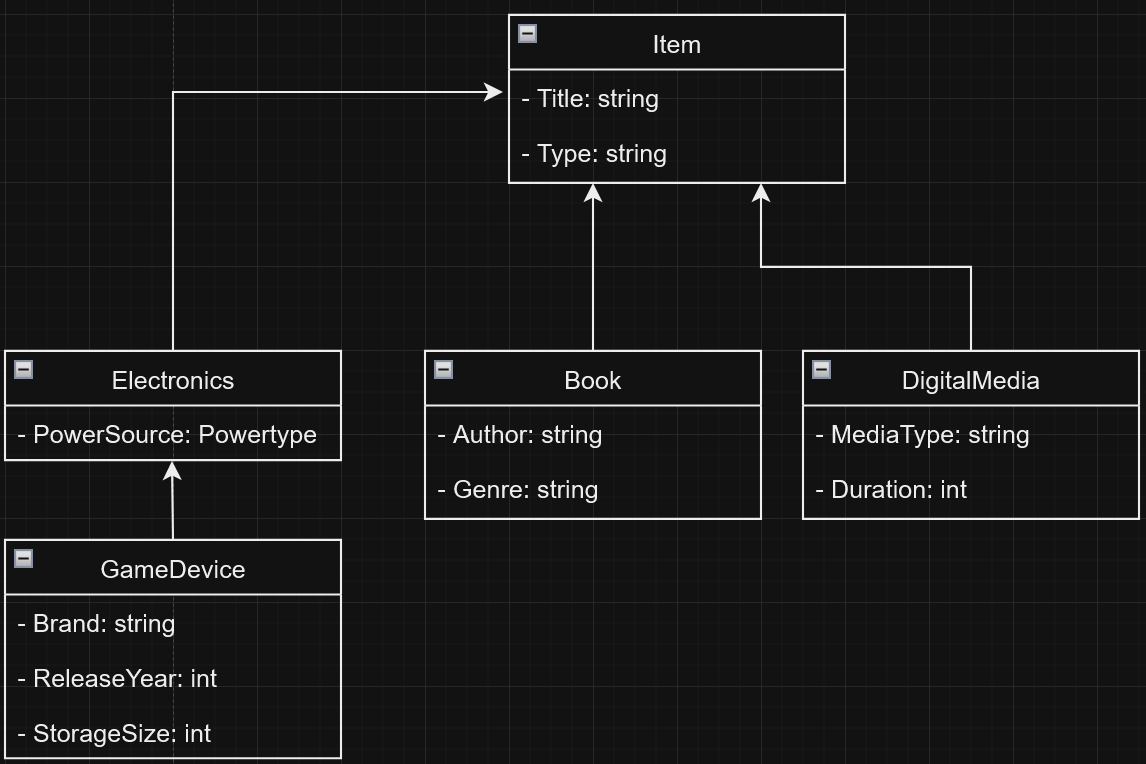 Item
- Title: string
- Type: string
Electronics
- PowerSource: Powertype
Book
- Author: string
- Genre: string
DigitalMedia
- MediaType: string
- Duration: int
GameDevice
- Brand: string
- ReleaseYear: int
- StorageSize: int